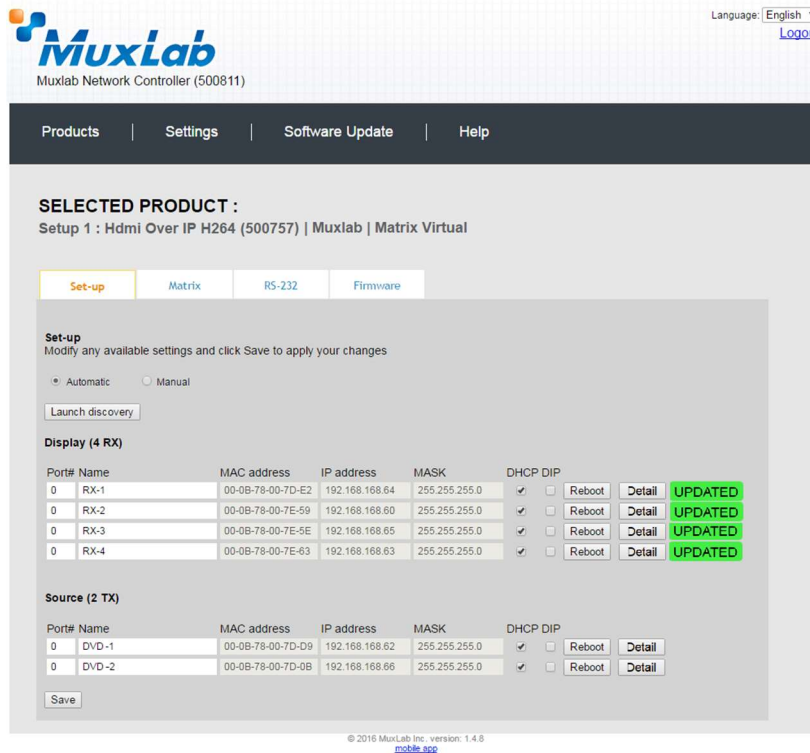 Language: English
MuxLab
Muxlab Network Controller (500811)
Products | Settings | Software Update | Help
SELECTED PRODUCT :
Setup 1 : Hdmi Over IP H264 (500757) | Muxlab | Matrix Virtual
Set-up Matrix RS-232 Firmware
Set-up
Modify any available settings and click Save to apply your changes
Automatic Manual
Launch discovery
Display (4 RX)
Port# Name MAC address IP address MASK DHCP DIP
0 RX-1 00-0B-78-00-7D-E2 192.168.168.64 255.255.255.0 Reboot Detail UPDATED
0 RX-2 00-0B-78-00-7E-59 192.168.168.60 255.255.255.0 Reboot Detail UPDATED
0 RX-3 00-0B-78-00-7E-5E 192.168.168.65 255.255.255.0 Reboot Detail UPDATED
0 RX-4 00-0B-78-00-7E-63 192.168.168.63 255.255.255.0 Reboot Detail UPDATED
Source (2 TX)
Port# Name MAC address IP address MASK DHCP DIP
0 DVD-1 00-0B-78-00-7D-D9 192.168.168.62 255.255.255.0 Reboot Detail
0 DVD-2 00-0B-78-00-7D-0B 192.168.168.66 255.255.255.0 Reboot Detail
Save
© 2016 MuxLab Inc. version: 1.4.8
mobile app